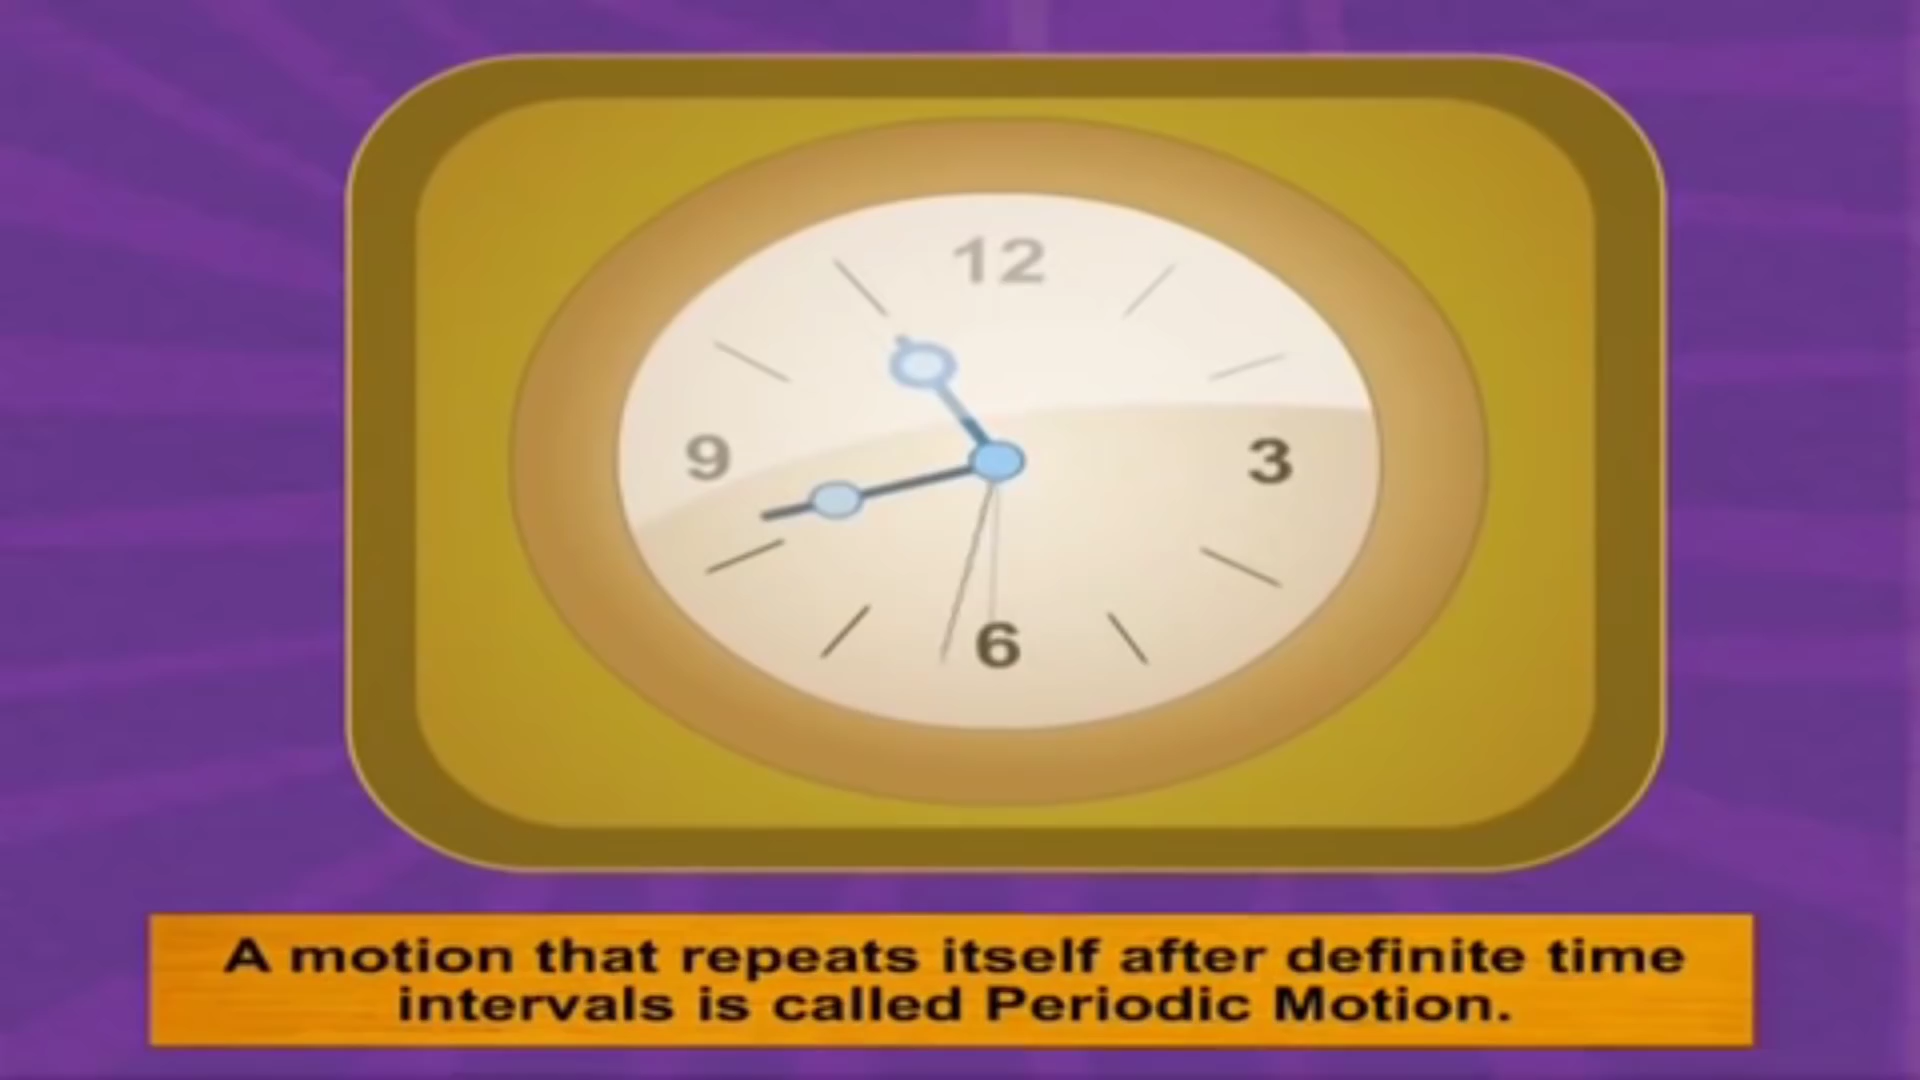 12
9
3
6
A motion that repeats itself after definite time
intervals is called Periodic Motion.